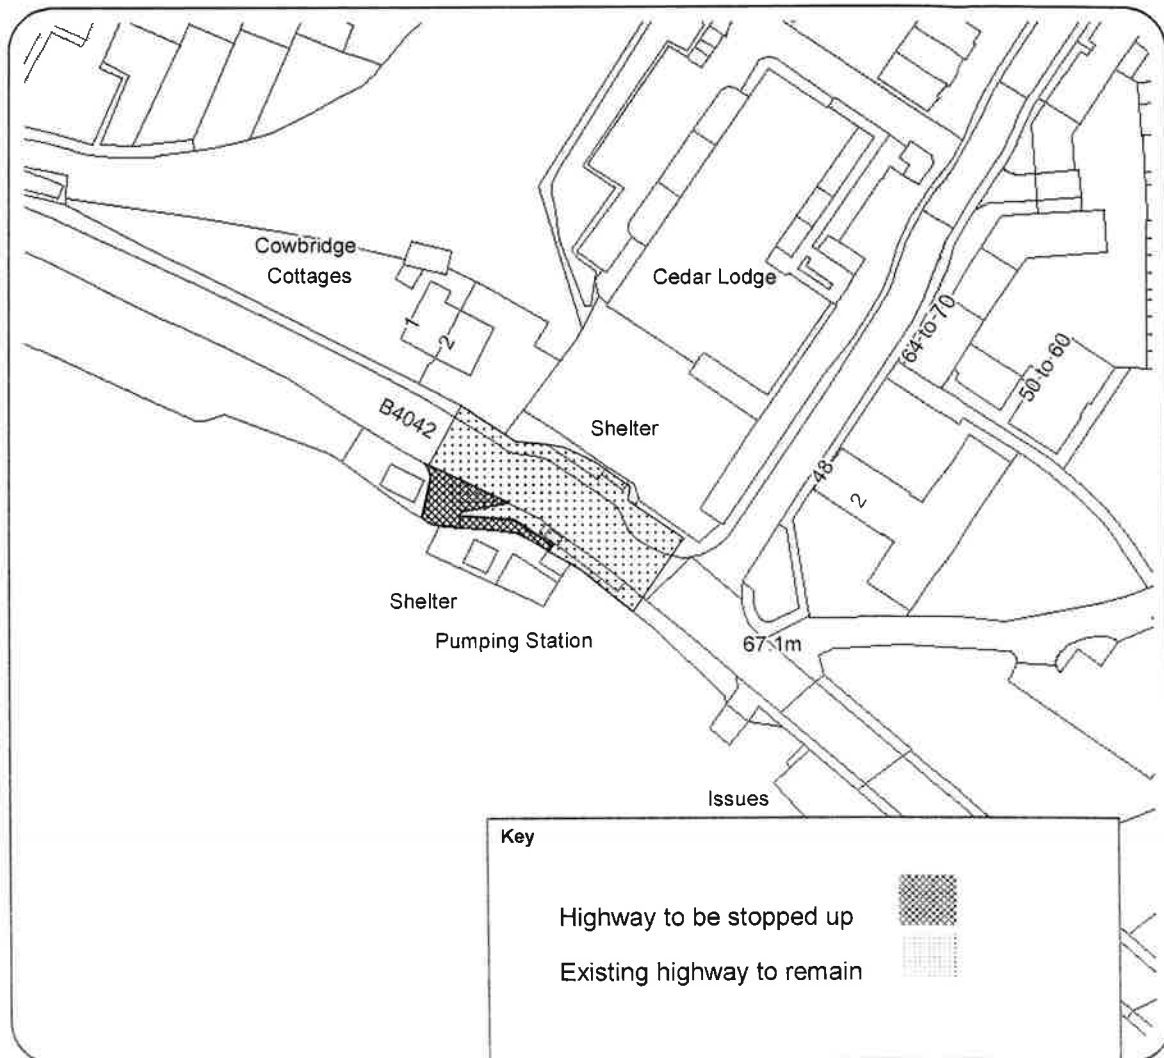 Cowbridge
Cottages
Cedar Lodge
1
2
64 to 70
50 to 60
B4042
Shelter
48
2
Shelter
Pumping Station
67.1m
Issues
Key
Highway to be stopped up
Existing highway to remain